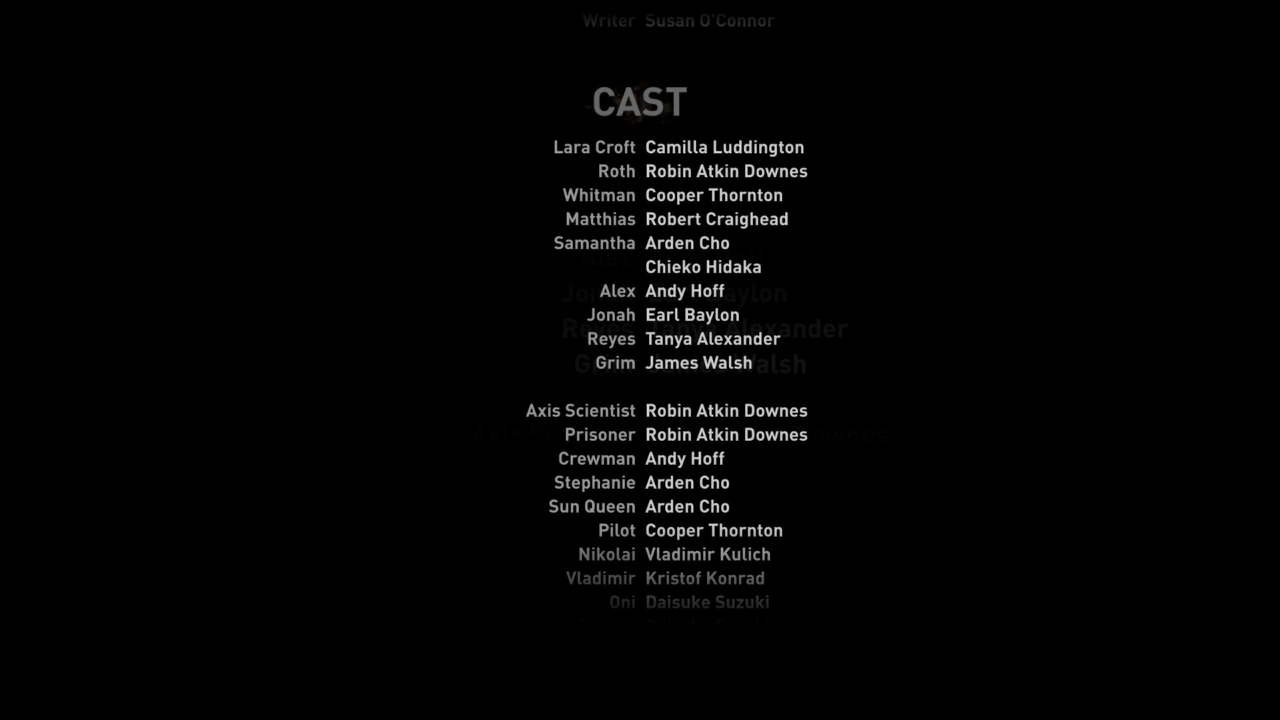 Writer Susan O'Connor
CAST
Lara Croft Camilla Luddington
Roth Robin Atkin Downes
Whitman Cooper Thornton
Matthias Robert Craighead
Samantha Arden Cho
Chieko Hidaka
Alex Andy Hoff
Jonah Earl Baylon
Reyes Tanya Alexander
Grim James Walsh
Axis Scientist Robin Atkin Downes
Prisoner Robin Atkin Downes
Crewman Andy Hoff
Stephanie Arden Cho
Sun Queen Arden Cho
Pilot Cooper Thornton
Nikolai Vladimir Kulich
Vladimir Kristof Konrad
Oni Daisuke Suzuki